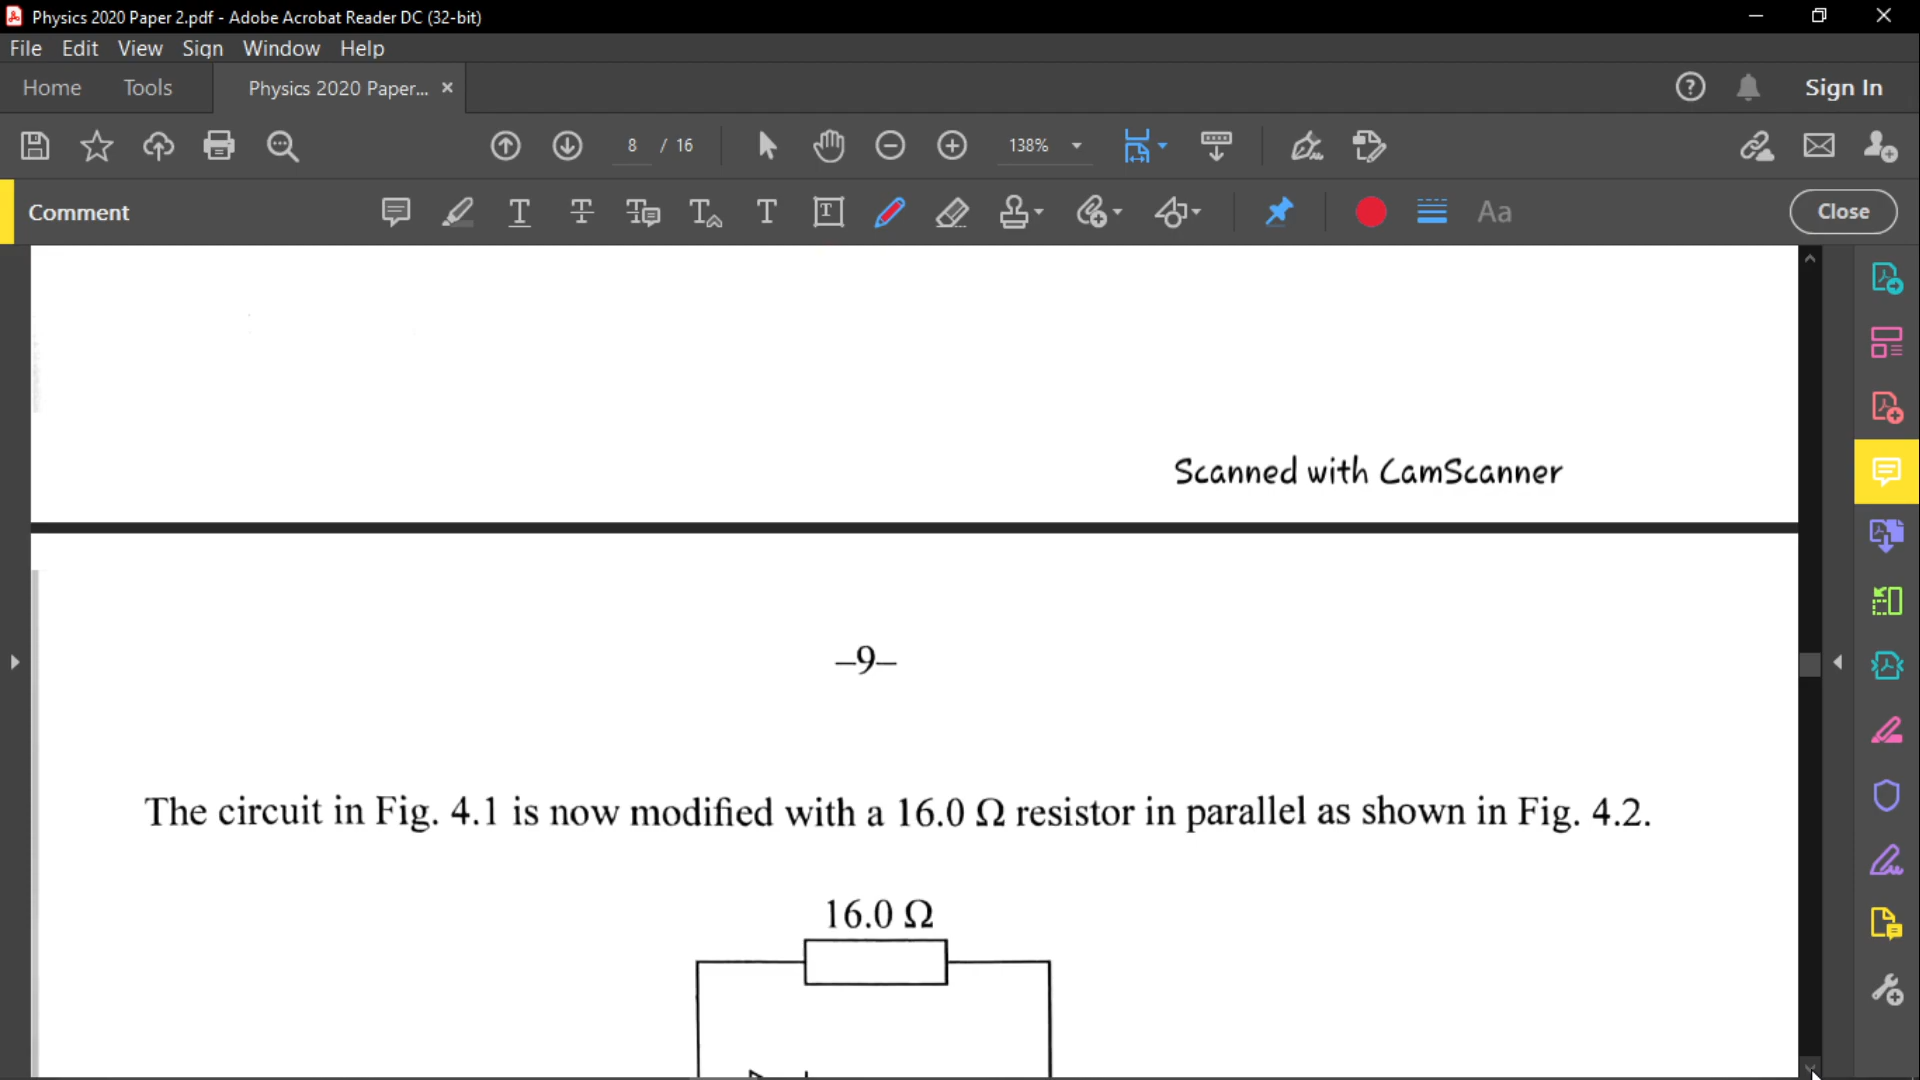 Physics 2020 Paper 2.pdf - Adobe Acrobat Reader DC (32-bit)
File Edit View Sign Window Help
Home Tools Physics 2020 Paper... × Sign In
8 / 16 138%
Comment Aa Close
Scanned with CamScanner
–9–
The circuit in Fig. 4.1 is now modified with a 16.0 Ω resistor in parallel as shown in Fig. 4.2.
16.0 Ω